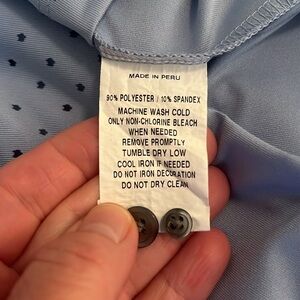 MADE IN PERU
90% POLYESTER / 10% SPANDEX
MACHINE WASH COLD
ONLY NON-CHLORINE BLEACH
WHEN NEEDED
REMOVE PROMPTLY
TUMBLE DRY LOW
COOL IRON IF NEEDED
DO NOT IRON DECORATION
DO NOT DRY CLEAN